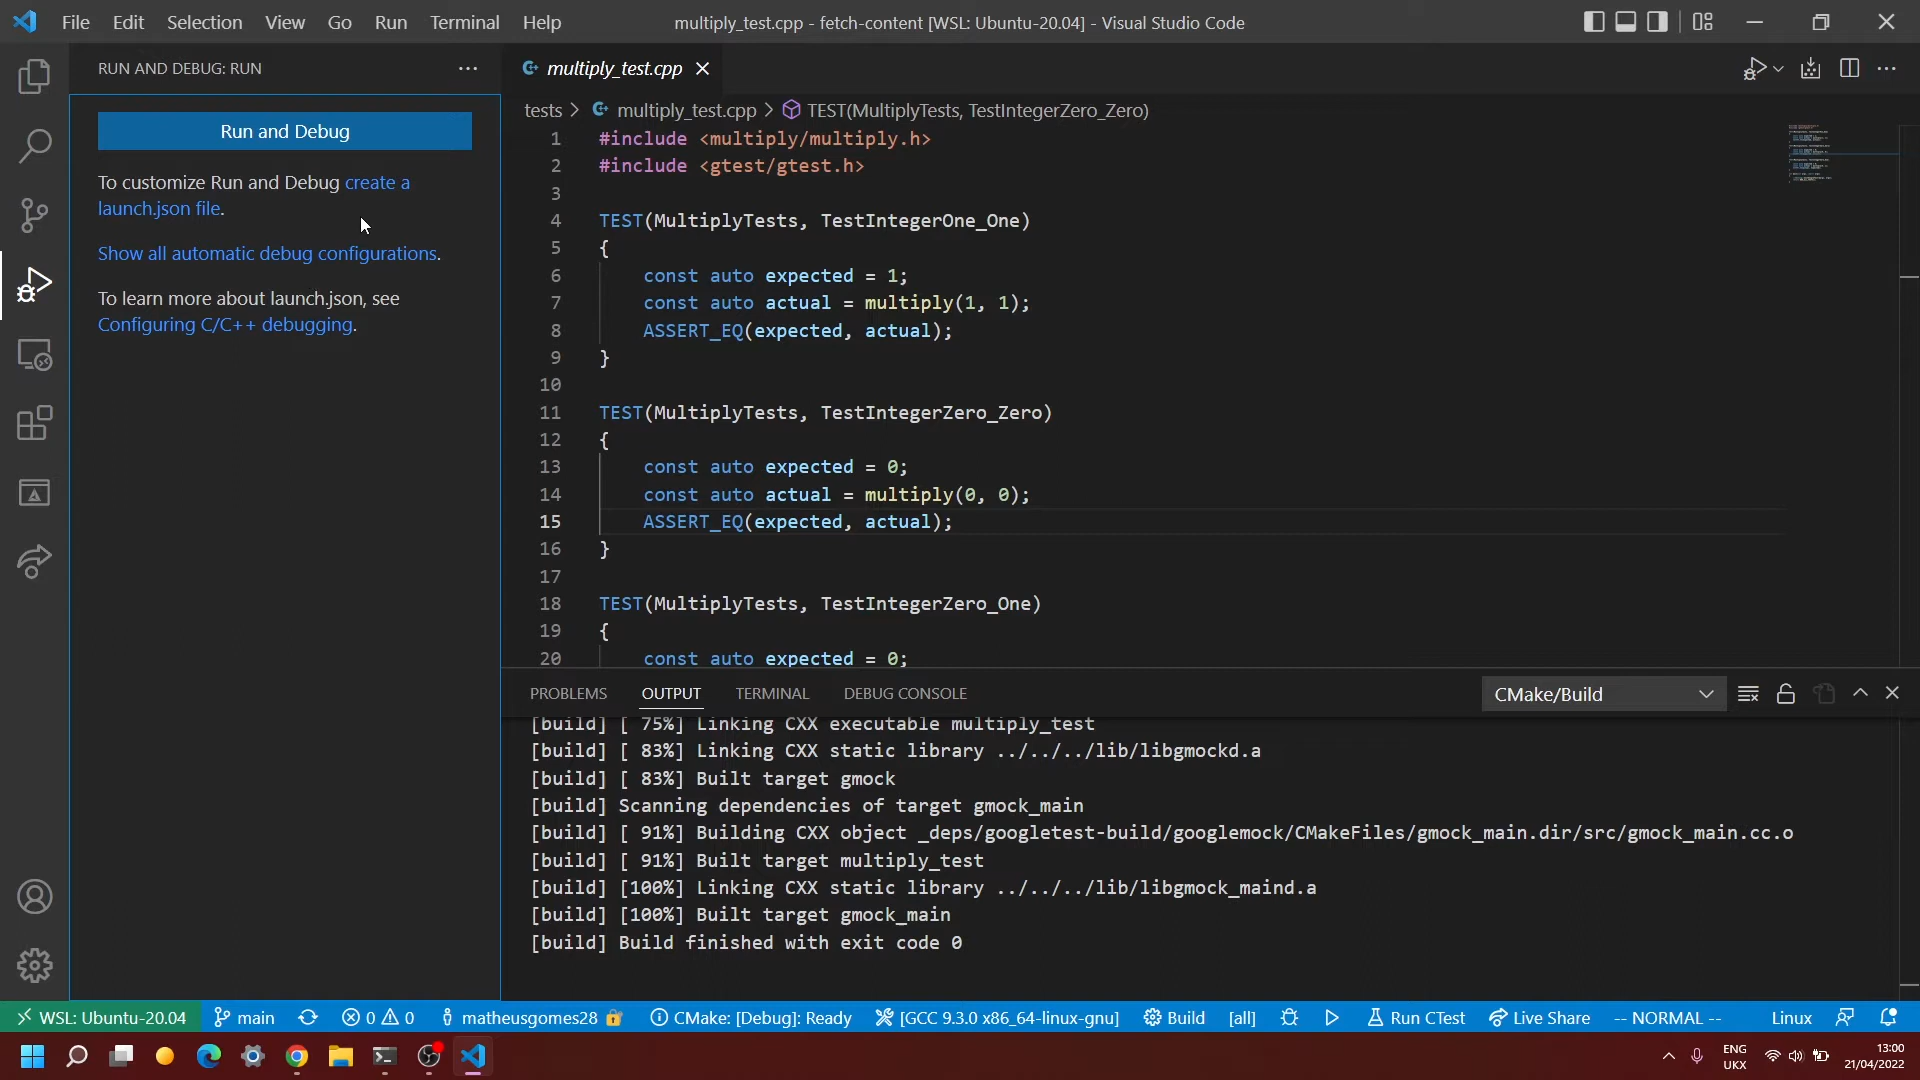 File Edit Selection View Go Run Terminal Help
multiply_test.cpp - fetch-content [WSL: Ubuntu-20.04] - Visual Studio Code
RUN AND DEBUG: RUN
Run and Debug
To customize Run and Debug create a
launch.json file.
Show all automatic debug configurations.
To learn more about launch.json, see
Configuring C/C++ debugging.
multiply_test.cpp
tests > multiply_test.cpp > TEST(MultiplyTests, TestIntegerZero_Zero)
1 #include <multiply/multiply.h>
2 #include <gtest/gtest.h>
3
4 TEST(MultiplyTests, TestIntegerOne_One)
5 {
6 const auto expected = 1;
7 const auto actual = multiply(1, 1);
8 ASSERT_EQ(expected, actual);
9 }
10
11 TEST(MultiplyTests, TestIntegerZero_Zero)
12 {
13 const auto expected = 0;
14 const auto actual = multiply(0, 0);
15 ASSERT_EQ(expected, actual);
16 }
17
18 TEST(MultiplyTests, TestIntegerZero_One)
19 {
20 const auto expected = 0;
PROBLEMS OUTPUT TERMINAL DEBUG CONSOLE
CMake/Build
[build] [ 75%] Linking CXX executable multiply_test
[build] [ 83%] Linking CXX static library ../../../lib/libgmockd.a
[build] [ 83%] Built target gmock
[build] Scanning dependencies of target gmock_main
[build] [ 91%] Building CXX object _deps/googletest-build/googlemock/CMakeFiles/gmock_main.dir/src/gmock_main.cc.o
[build] [ 91%] Built target multiply_test
[build] [100%] Linking CXX static library ../../../lib/libgmock_maind.a
[build] [100%] Built target gmock_main
[build] Build finished with exit code 0
WSL: Ubuntu-20.04 main 0 0 matheusgomes28 CMake: [Debug]: Ready [GCC 9.3.0 x86_64-linux-gnu] Build [all] Run CTest Live Share -- NORMAL -- Linux
ENG
UKX
13:00
21/04/2022